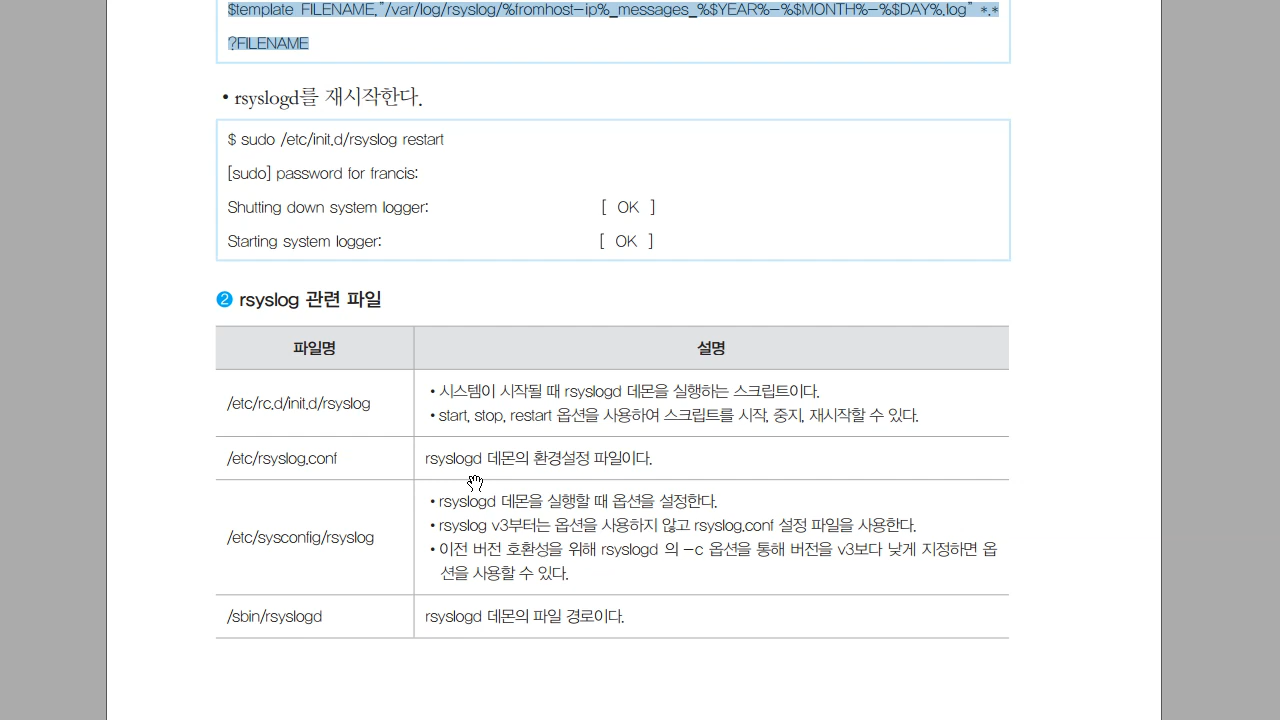 $template FILENAME,"/var/log/rsyslog/%fromhost-ip%_messages_%$YEAR%-%$MONTH%-%$DAY%.log" *.*
?FILENAME
• rsyslogd를 재시작한다.
$ sudo /etc/init.d/rsyslog restart
[sudo] password for francis:
Shutting down system logger: [ OK ]
Starting system logger: [ OK ]
❷ rsyslog 관련 파일
파일명 설명
/etc/rc.d/init.d/rsyslog
• 시스템이 시작될 때 rsyslogd 데몬을 실행하는 스크립트이다.
• start, stop, restart 옵션을 사용하여 스크립트를 시작, 중지, 재시작할 수 있다.
/etc/rsyslog.conf rsyslogd 데몬의 환경설정 파일이다.
/etc/sysconfig/rsyslog
• rsyslogd 데몬을 실행할 때 옵션을 설정한다.
• rsyslog v3부터는 옵션을 사용하지 않고 rsyslog.conf 설정 파일을 사용한다.
• 이전 버전 호환성을 위해 rsyslogd 의 -c 옵션을 통해 버전을 v3보다 낮게 지정하면 옵
션을 사용할 수 있다.
/sbin/rsyslogd rsyslogd 데몬의 파일 경로이다.